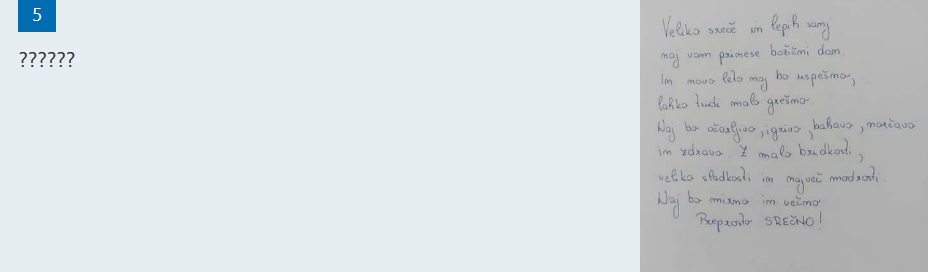 5
??????
Veliko sreče in lepih sanj
naj vam prinese božični dan.
In novo leto naj bo uspešno,
lahko tudi malo grešno.
Naj bo očarljivo, igrivo, bahavo, norčavo
in zdravo. Z malo bridkosti,
veliko sladkosti in največ modrosti
Naj bo mirno in večno
Preprosto SREČNO!